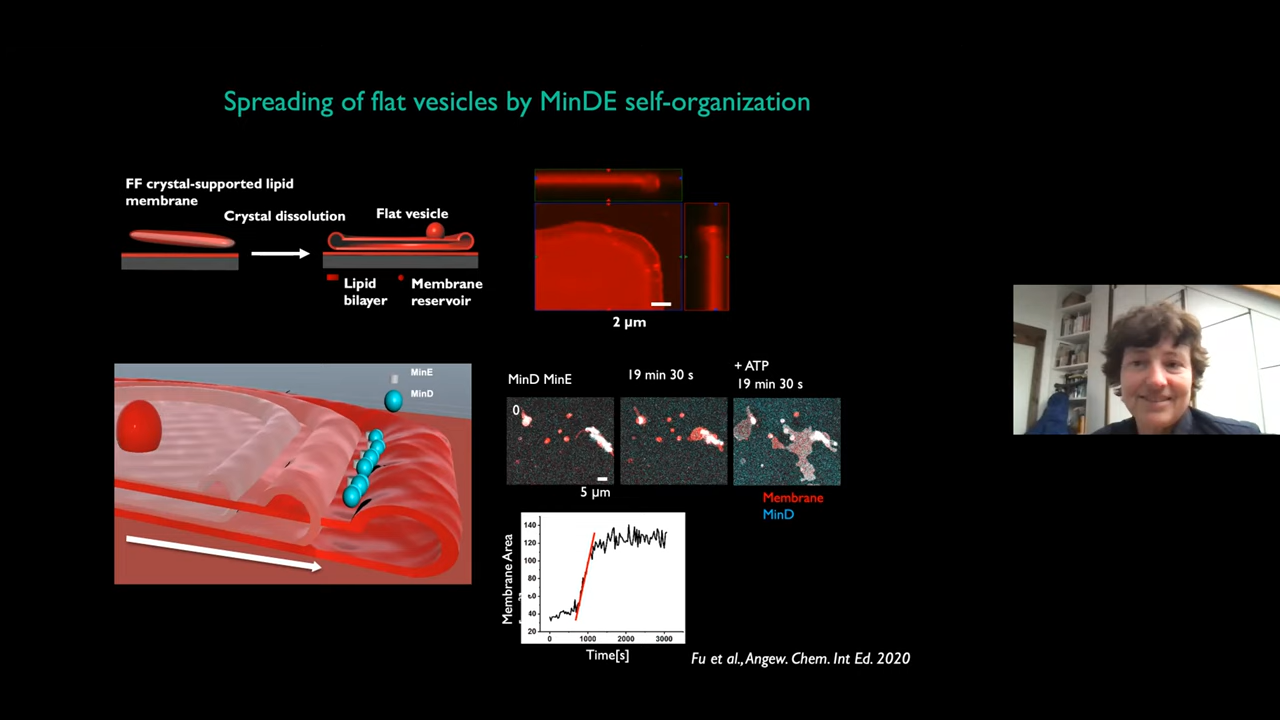 Spreading of flat vesicles by MinDE self-organization
FF crystal-supported lipid
membrane
Crystal dissolution
Flat vesicle
Lipid
bilayer
Membrane
reservoir
2 µm
MinE
MinD
MinD MinE
19 min 30 s
+ ATP
19 min 30 s
0
5 µm
Membrane
MinD
Membrane Area
140
120
100
80
60
40
20
0
1000
2000
3000
Time[s]
Fu et al., Angew. Chem. Int Ed. 2020